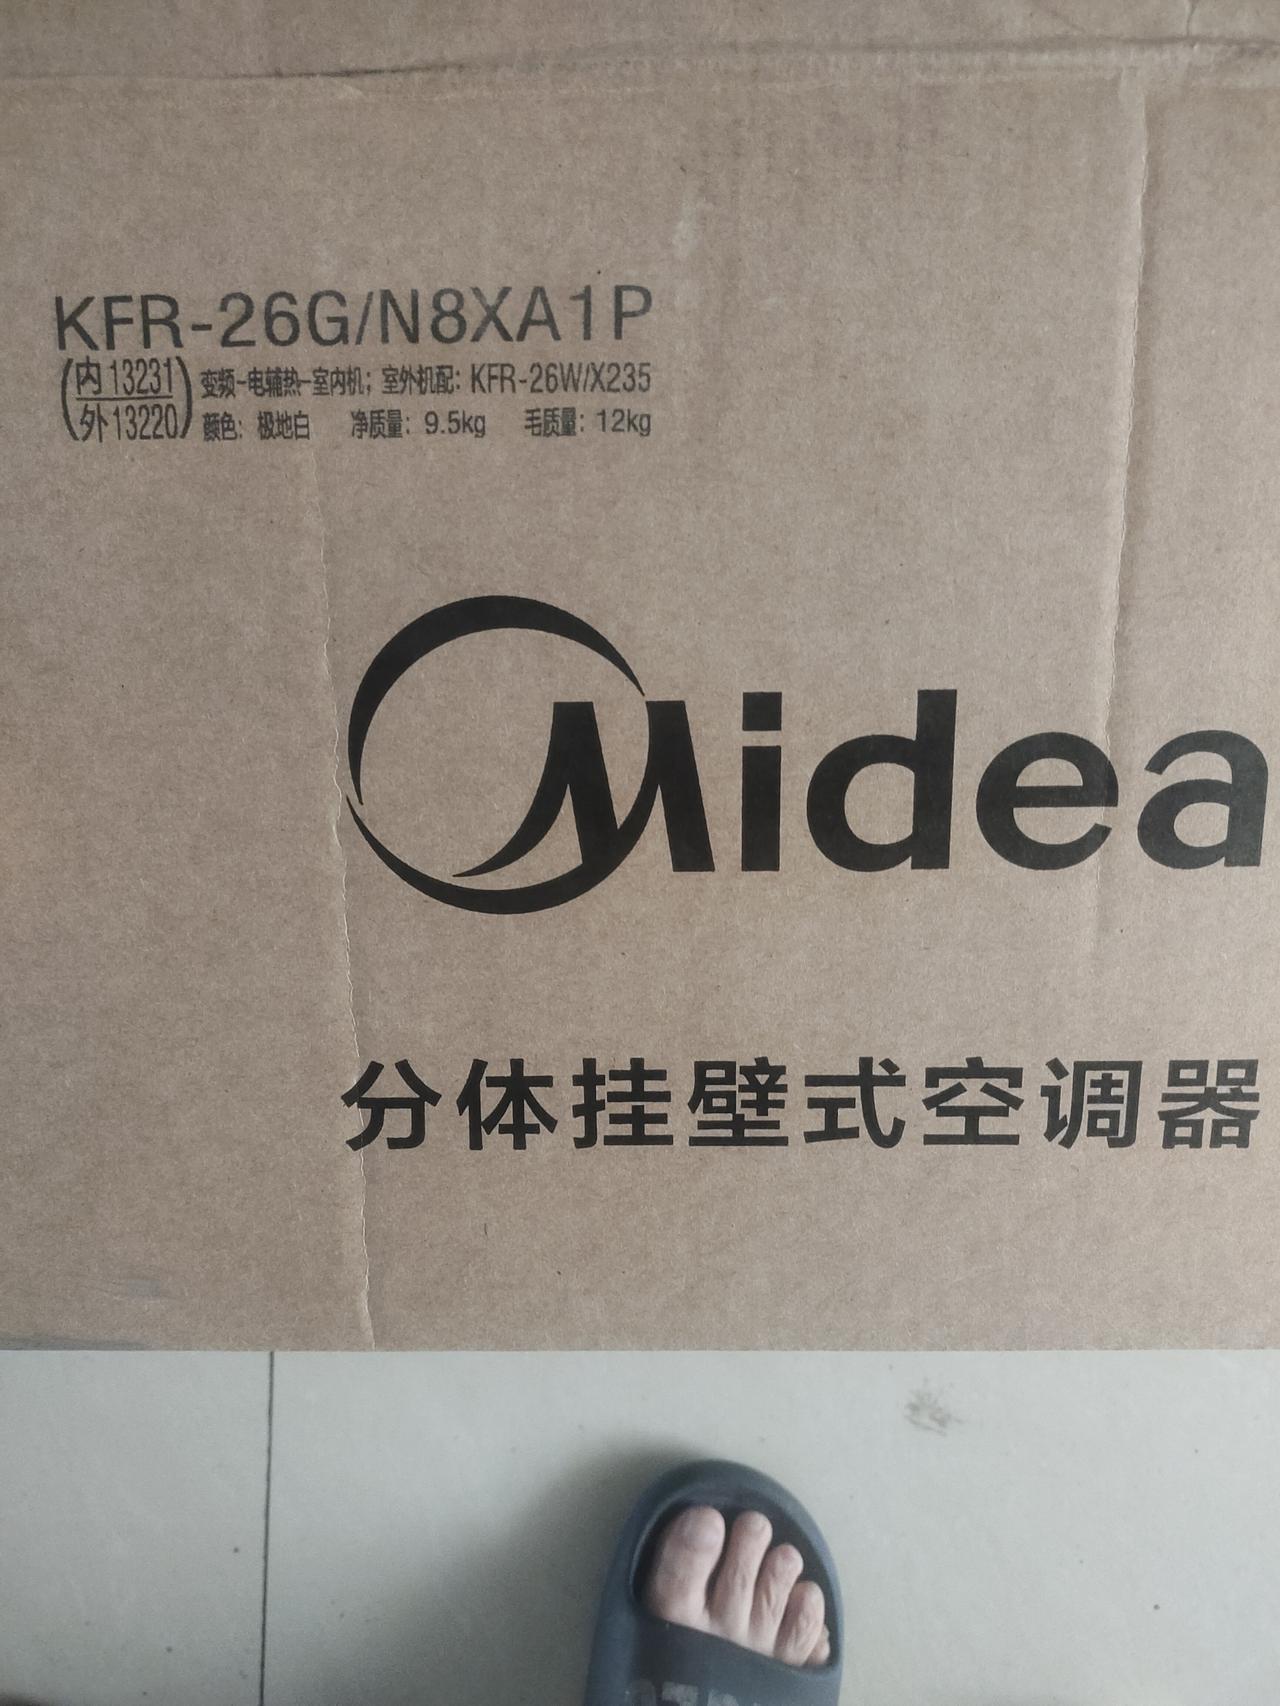 KFR-26G/N8XA1P
(内13231 变频-电辅热-室内机；室外机配：KFR-26W/X235
外13220) 颜色：极地白 净质量：9.5kg 毛质量：12kg
Midea
分体挂壁式空调器